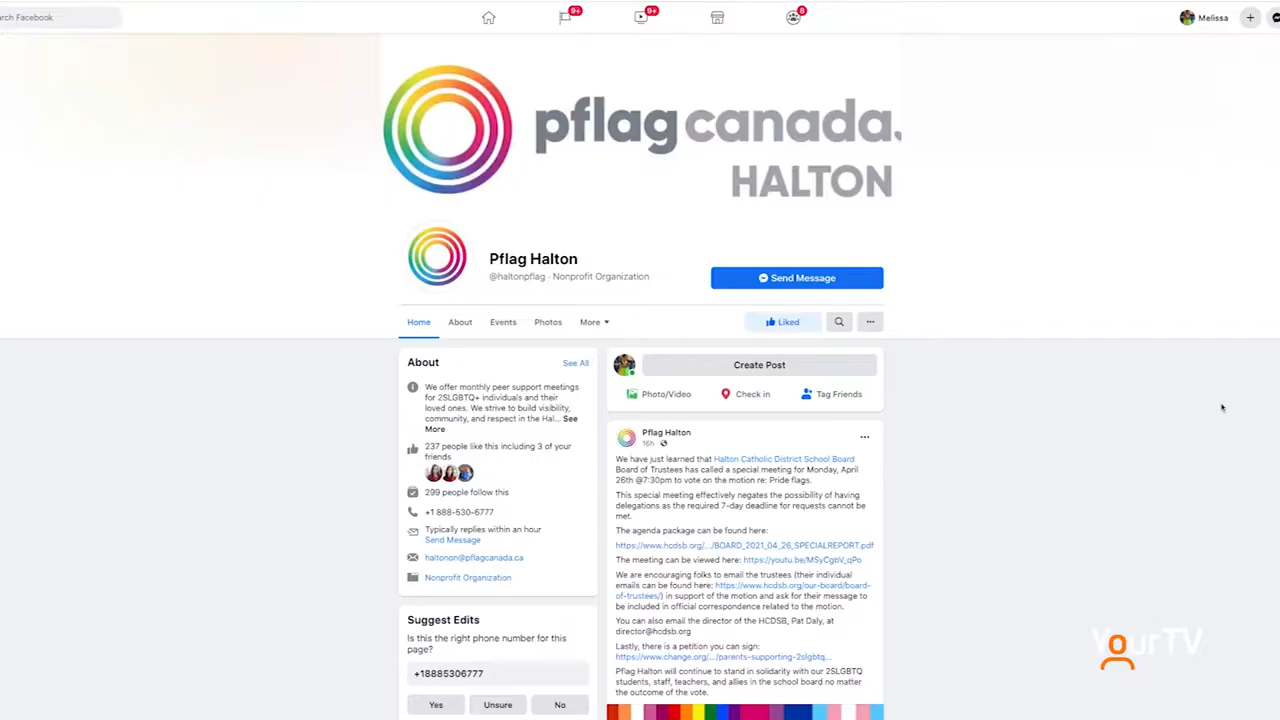 rch Facebook
9+
9+
8
Melissa
pflag canada.
HALTON
Pflag Halton
@haltonpflag · Nonprofit Organization
Send Message
Home
About
Events
Photos
More
Liked
About
See All
We offer monthly peer support meetings
for 2SLGBTQ+ individuals and their
loved ones. We strive to build visibility,
community, and respect in the Hal... See
More
237 people like this including 3 of your
friends
299 people follow this
+1 888-530-6777
Typically replies within an hour
Send Message
haltonon@pflagcanada.ca
Nonprofit Organization
Suggest Edits
Is this the right phone number for this
page?
+18885306777
Yes
Unsure
No
Create Post
Photo/Video
Check in
Tag Friends
Pflag Halton
16h
We have just learned that Halton Catholic District School Board
Board of Trustees has called a special meeting for Monday, April
26th @7:30pm to vote on the motion re: Pride flags.
This special meeting effectively negates the possibility of having
delegations as the required 7-day deadline for requests cannot be
met.
The agenda package can be found here:
https://www.hcdsb.org/.../BOARD_2021_04_26_SPECIALREPORT.pdf
The meeting can be viewed here: https://youtu.be/MSyCgbV_qPo
We are encouraging folks to email the trustees (their individual
emails can be found here: https://www.hcdsb.org/our-board/board-
of-trustees/) in support of the motion and ask for their message to
be included in official correspondence related to the motion.
You can also email the director of the HCDSB, Pat Daly, at
director@hcdsb.org
Lastly, there is a petition you can sign:
https://www.change.org/.../parents-supporting-2slgbtq...
Pflag Halton will continue to stand in solidarity with our 2SLGBTQ
students, staff, teachers, and allies in the school board no matter
the outcome of the vote.
YourTV